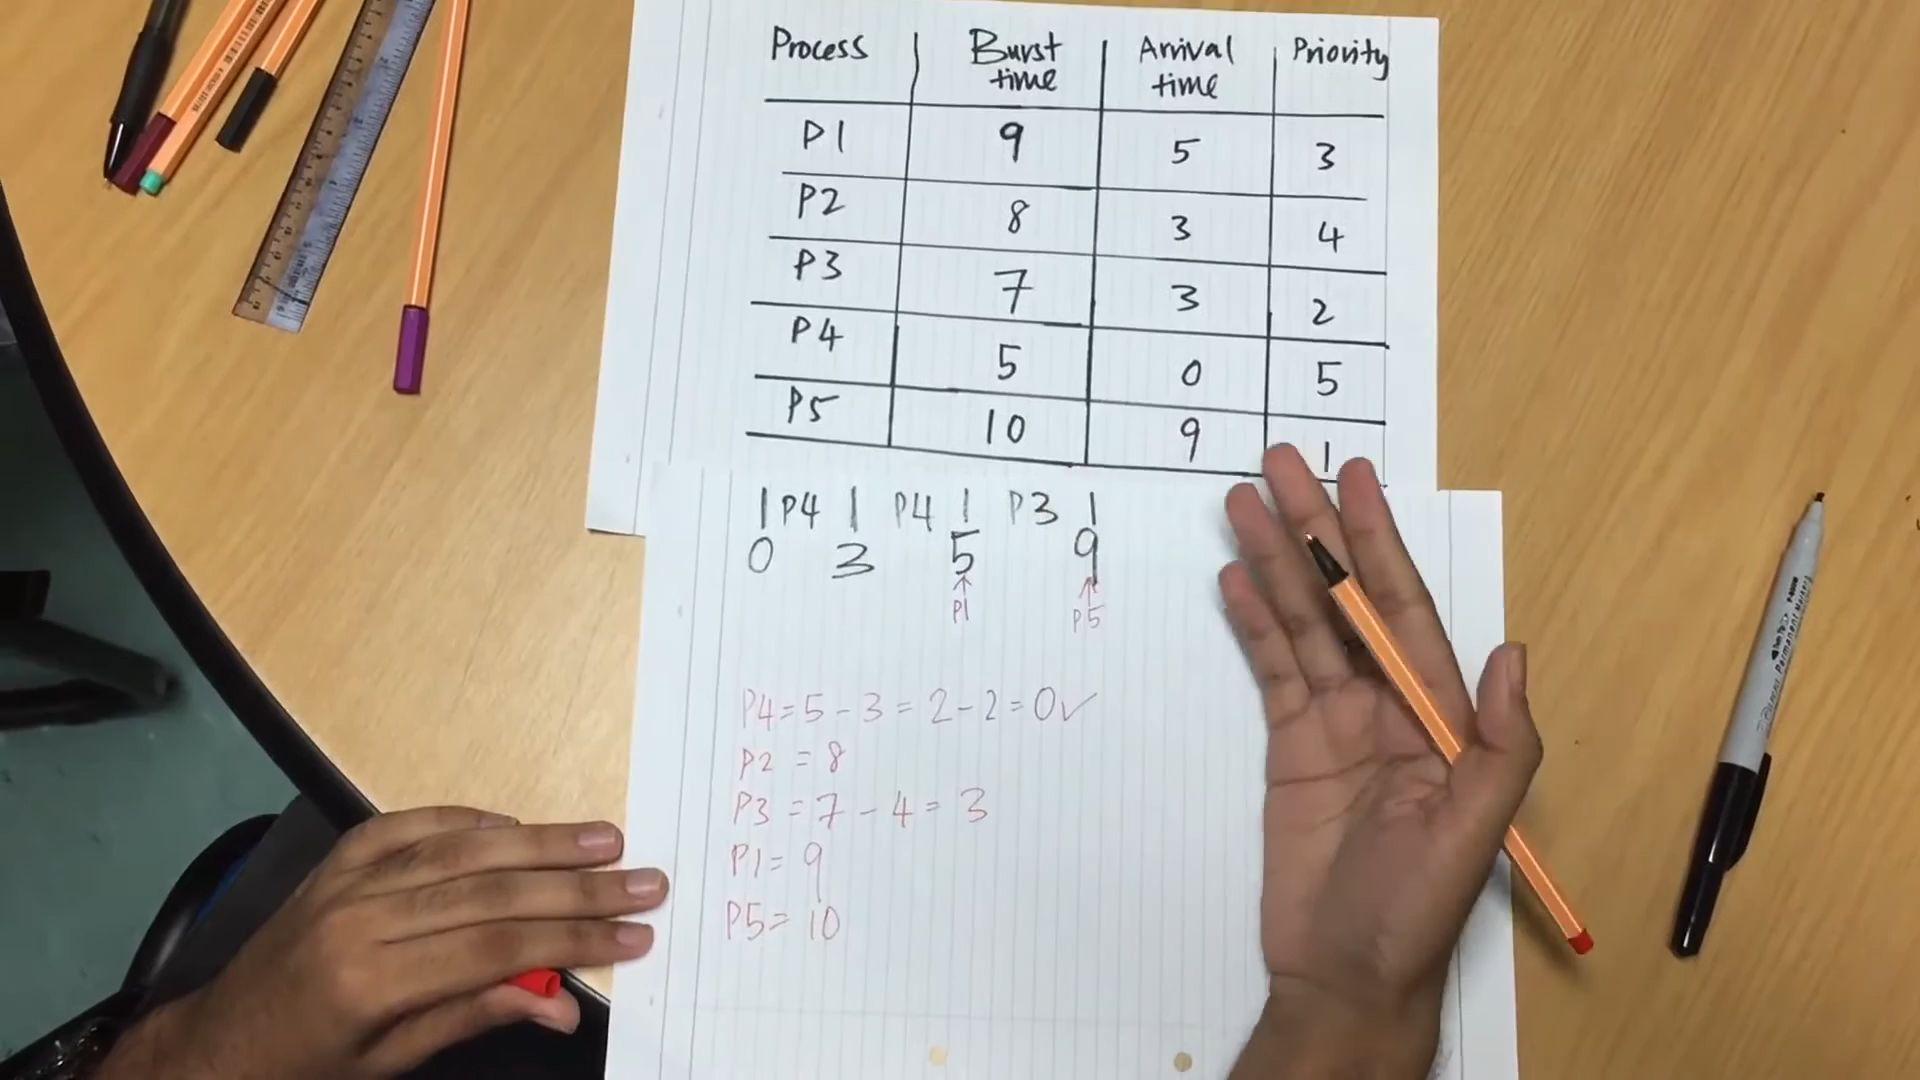 Process Burst time Arrival time Priority
P1 9 5 3
P2 8 3 4
P3 7 3 2
P4 5 0 5
P5 10 9 1
| P4 | P4 | P3 |
0 3 5 9
↑ ↑
P1 P5
P4 = 5 - 3 = 2 - 2 = 0 ✓
P2 = 8
P3 = 7 - 4 = 3
P1 = 9
P5 = 10